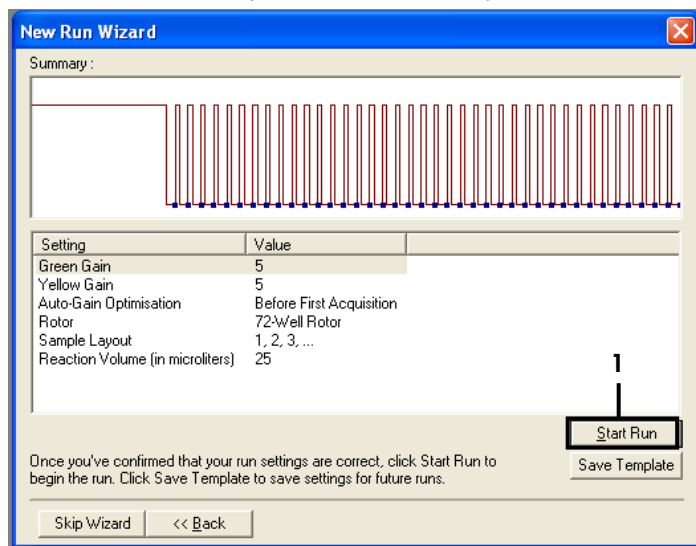 New Run Wizard
Summary :
Setting Value
Green Gain 5
Yellow Gain 5
Auto-Gain Optimisation Before First Acquisition
Rotor 72-Well Rotor
Sample Layout 1, 2, 3, ...
Reaction Volume (in microliters) 25
1
Start Run
Once you've confirmed that your run settings are correct, click Start Run to
begin the run. Click Save Template to save settings for future runs.
Save Template
Skip Wizard
<< Back